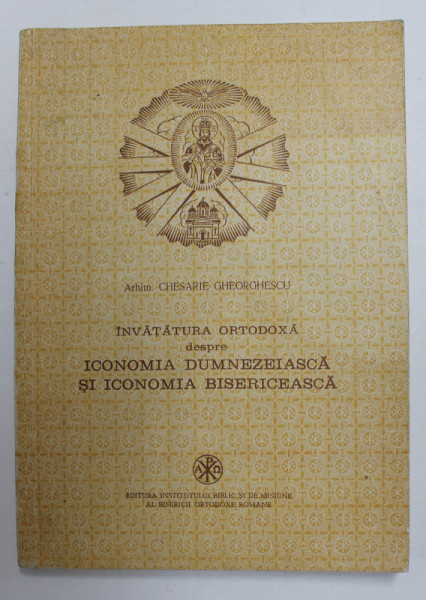 Arhim. CHESARIE GHEORGHESCU
ÎNVĂȚĂTURA ORTODOXĂ
despre
ICONOMIA DUMNEZEIASCĂ
ȘI ICONOMIA BISERICEASCĂ
A Ω
EDITURA INSTITUTULUI BIBLIC ȘI DE MISIUNE
AL BISERICII ORTODOXE ROMÂNE